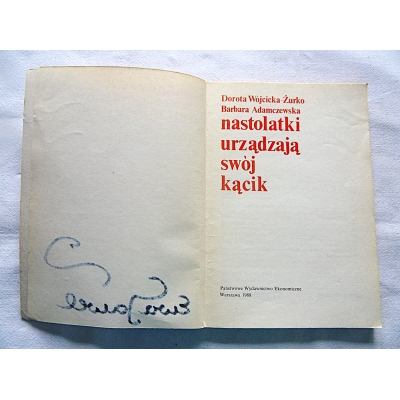 Dorota Wójcicka-Żurko
Barbara Adamczewska
nastolatki
urządzają
swój
kącik
Państwowe Wydawnictwo Ekonomiczne
Warszawa 1988